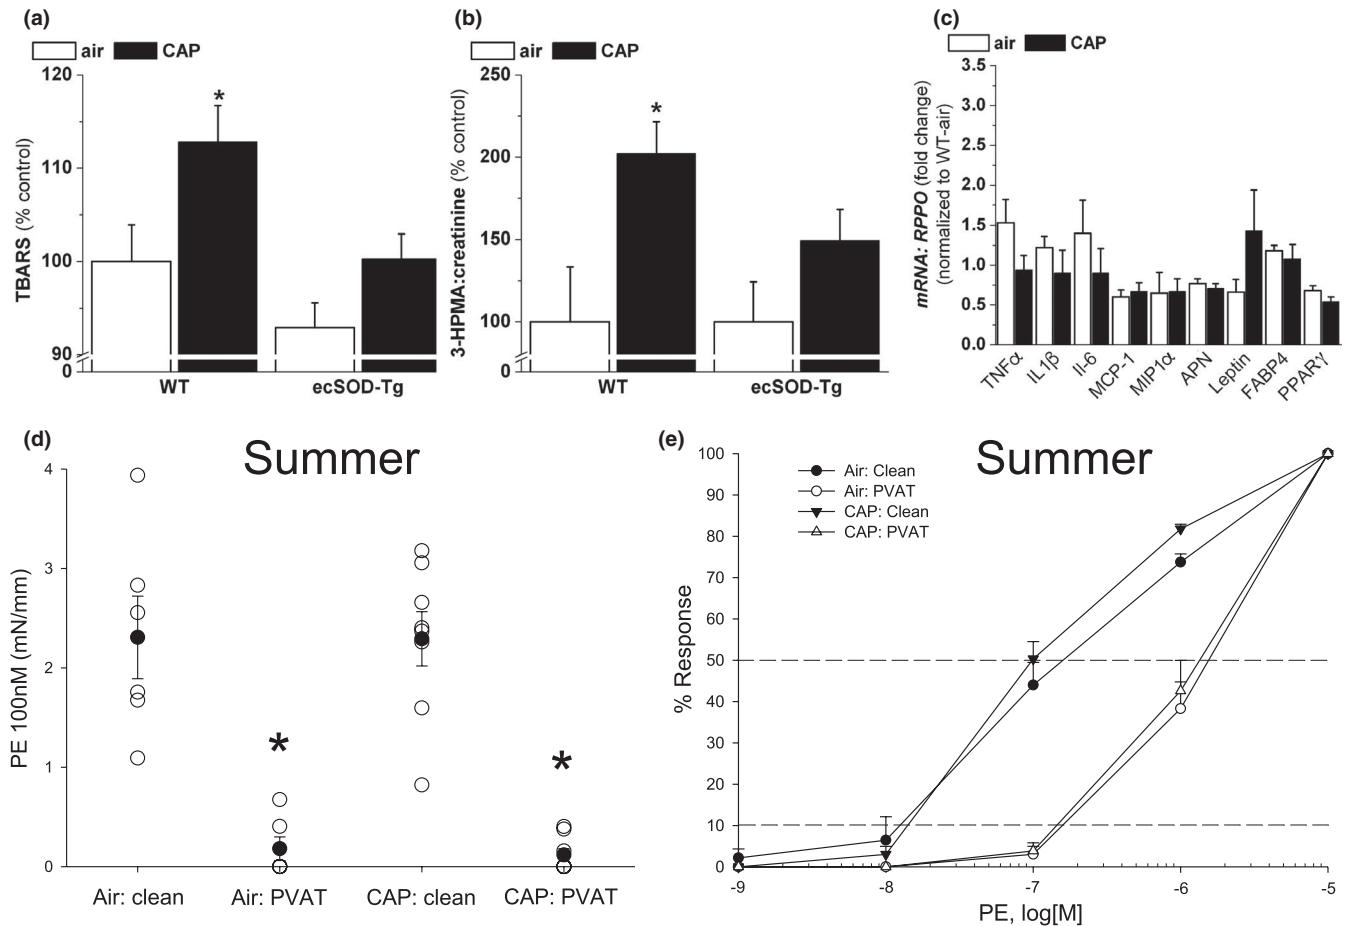 (a)
air CAP
TBARS (% control)
120
110
100
90
0
*
WT ecSOD-Tg
(b)
air CAP
3-HPMA:creatinine (% control)
250
200
150
100
0
*
WT ecSOD-Tg
(c)
air CAP
mRNA: RPPO (fold change)
(normalized to WT-air)
3.5
3.0
2.5
2.0
1.5
1.0
0.5
0.0
TNFα IL1β Il-6 MCP-1 MIP1α APN Leptin FABP4 PPARγ
(d)
Summer
PE 100nM (mN/mm)
4
3
2
1
0
*
*
Air: clean Air: PVAT CAP: clean CAP: PVAT
(e)
Summer
Air: Clean
Air: PVAT
CAP: Clean
CAP: PVAT
% Response
100
90
80
70
60
50
40
30
20
10
0
-9 -8 -7 -6 -5
PE, log[M]